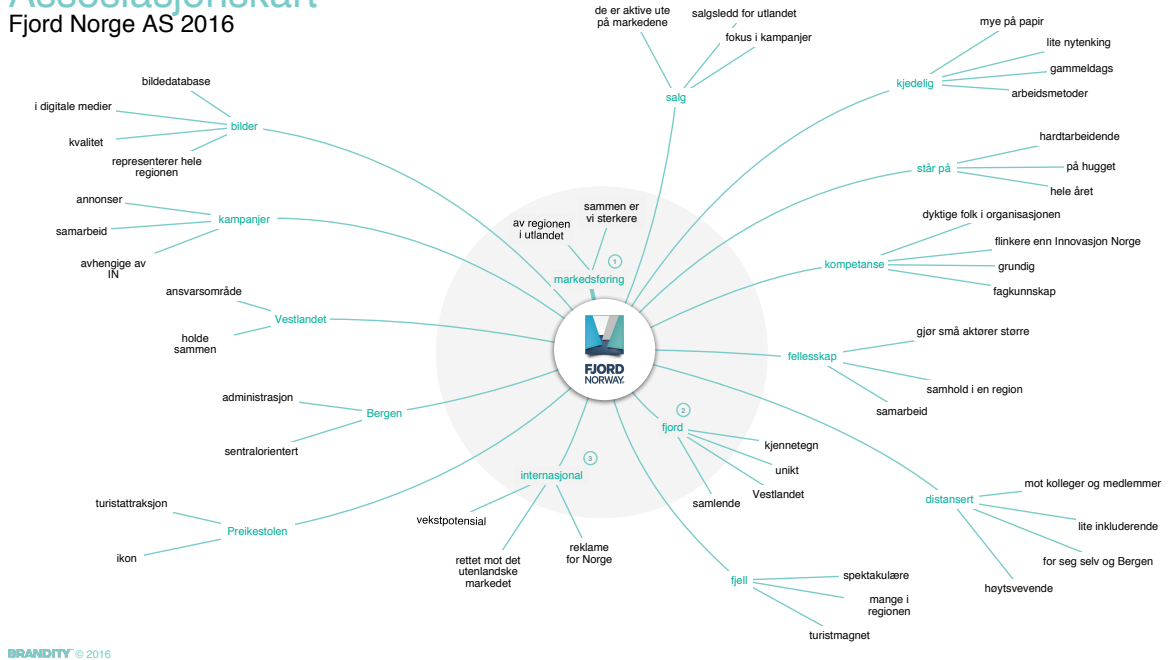 Assosiasjonskart
Fjord Norge AS 2016
de er aktive ute
på markedene
salgsledd for utlandet
fokus i kampanjer
salg
mye på papir
lite nytenking
gammeldags
arbeidsmetoder
kjedelig
bildedatabase
i digitale medier
kvalitet
representerer hele
regionen
bilder
hardtarbeidende
på hugget
hele året
står på
annonser
samarbeid
avhengige av
IN
kampanjer
sammen er
vi sterkere
av regionen
i utlandet
1
markedsføring
dyktige folk i organisasjonen
flinkere enn Innovasjon Norge
grundig
fagkunnskap
kompetanse
ansvarsområde
holde
sammen
Vestlandet
FJORD
NORWAY
gjør små aktører større
samhold i en region
samarbeid
fellesskap
administrasjon
sentralorientert
Bergen
2
fjord
kjennetegn
unikt
Vestlandet
samlende
3
internasjonal
vekstpotensial
rettet mot det
utenlandske
markedet
reklame
for Norge
turistattraksjon
ikon
Preikestolen
mot kolleger og medlemmer
lite inkluderende
for seg selv og Bergen
høytsvevende
distansert
fjell
spektakulære
mange i
regionen
turistmagnet
BRANDITY © 2016